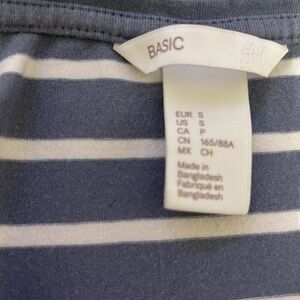 BASIC
EUR S
US S
CA P
CN 165/88A
MX CH
Made in
Bangladesh
Fabriqué en
Bangladesh